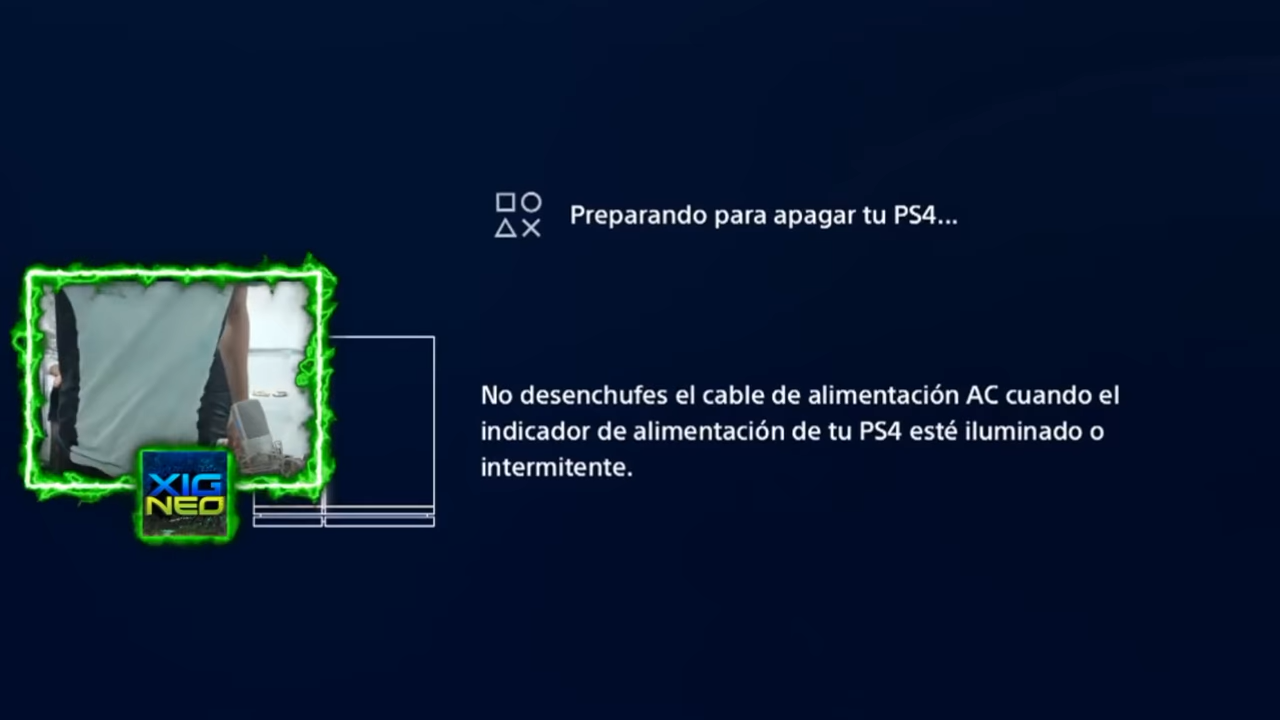 Preparando para apagar tu PS4...
No desenchufes el cable de alimentación AC cuando el
indicador de alimentación de tu PS4 esté iluminado o
intermitente.
XIG
NEO